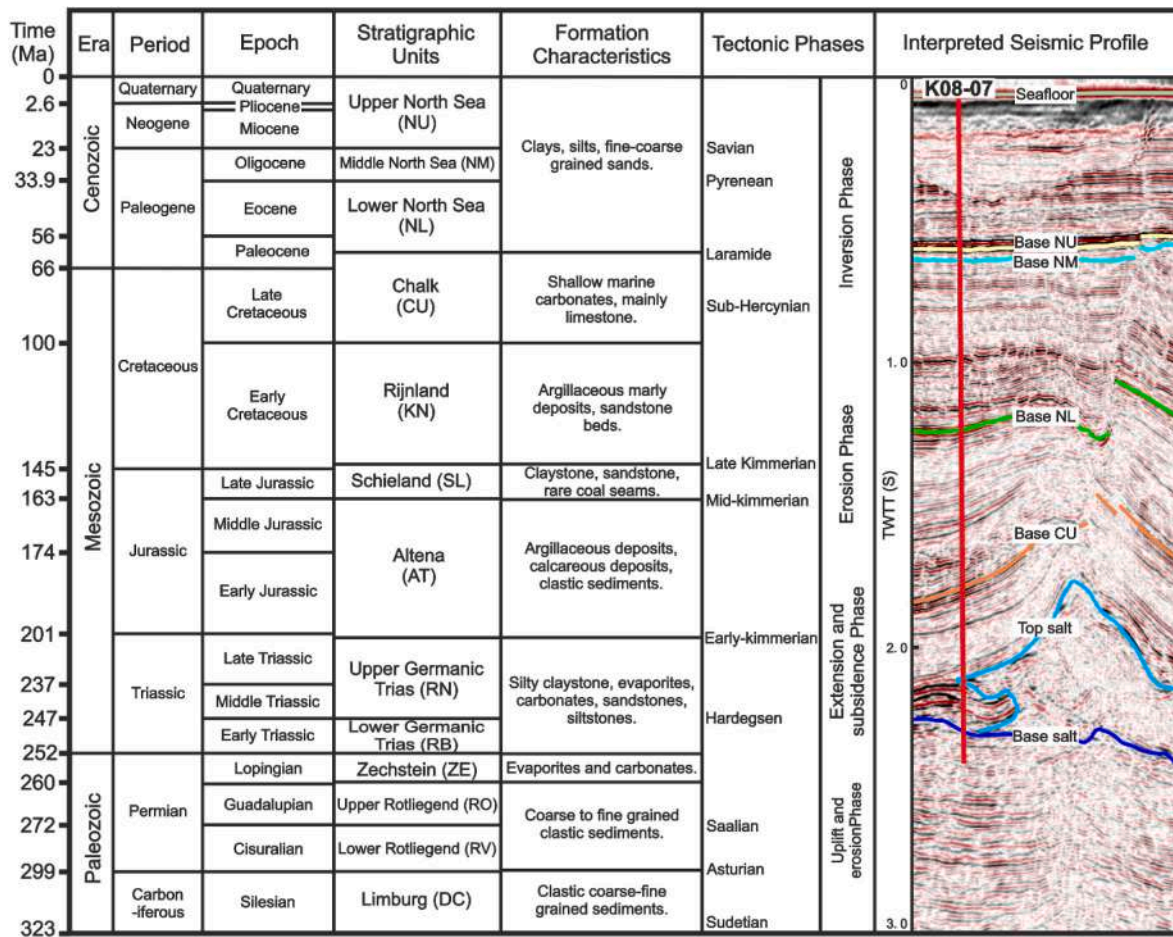 Time
(Ma)
Era
Period
Epoch
Stratigraphic
Units
Formation
Characteristics
Tectonic Phases
Interpreted Seismic Profile
0
2.6
23
33.9
56
66
100
145
163
174
201
237
247
252
260
272
299
323
Cenozoic
Mesozoic
Paleozoic
Quaternary
Neogene
Paleogene
Cretaceous
Jurassic
Triassic
Permian
Carbon
-iferous
Quaternary
Pliocene
Miocene
Oligocene
Eocene
Paleocene
Late
Cretaceous
Early
Cretaceous
Late Jurassic
Middle Jurassic
Early Jurassic
Late Triassic
Middle Triassic
Early Triassic
Lopingian
Guadalupian
Cisuralian
Silesian
Upper North Sea
(NU)
Middle North Sea (NM)
Lower North Sea
(NL)
Chalk
(CU)
Rijnland
(KN)
Schieland (SL)
Altena
(AT)
Upper Germanic
Trias (RN)
Lower Germanic
Trias (RB)
Zechstein (ZE)
Upper Rotliegend (RO)
Lower Rotliegend (RV)
Limburg (DC)
Clays, silts, fine-coarse
grained sands.
Shallow marine
carbonates, mainly
limestone.
Argillaceous marly
deposits, sandstone
beds.
Claystone, sandstone,
rare coal seams.
Argillaceous deposits,
calcareous deposits,
clastic sediments.
Silty claystone, evaporites,
carbonates, sandstones,
siltstones.
Evaporites and carbonates.
Coarse to fine grained
clastic sediments.
Clastic coarse-fine
grained sediments.
Savian
Pyrenean
Laramide
Sub-Hercynian
Late Kimmerian
Mid-kimmerian
Early-kimmerian
Hardegsen
Saalian
Asturian
Sudetian
Inversion Phase
Erosion Phase
Extension and
subsidence Phase
Uplift and
erosionPhase
TWTT (S)
0
1.0
2.0
3.0
K08-07
Seafloor
Base NU
Base NM
Base NL
Base CU
Top salt
Base salt